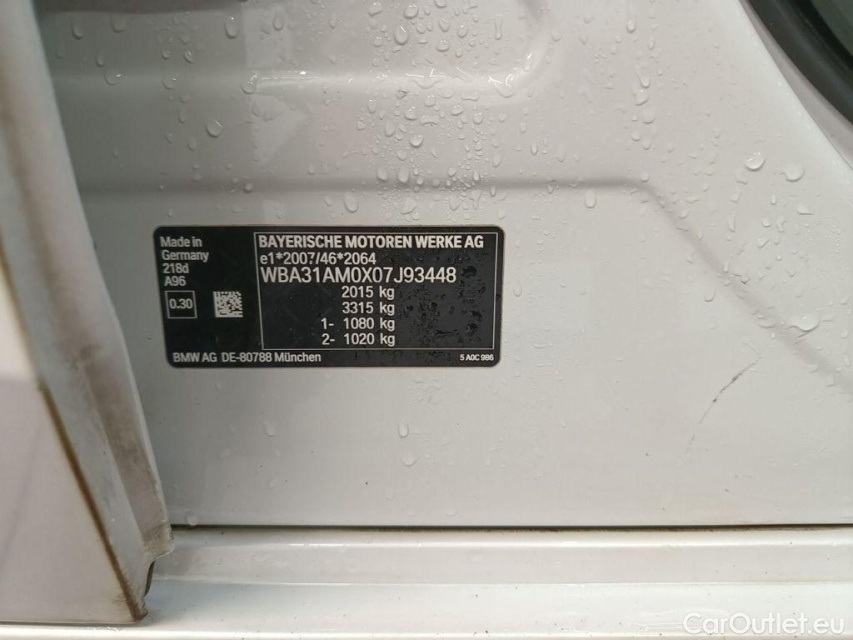 Made in
Germany
218d
A96
0.30
BAYERISCHE MOTOREN WERKE AG
e1*2007/46*2064
WBA31AM0X07J93448
2015 kg
3315 kg
1- 1080 kg
2- 1020 kg
BMW AG DE-80788 München
5 A0C 986
CarOutlet.eu